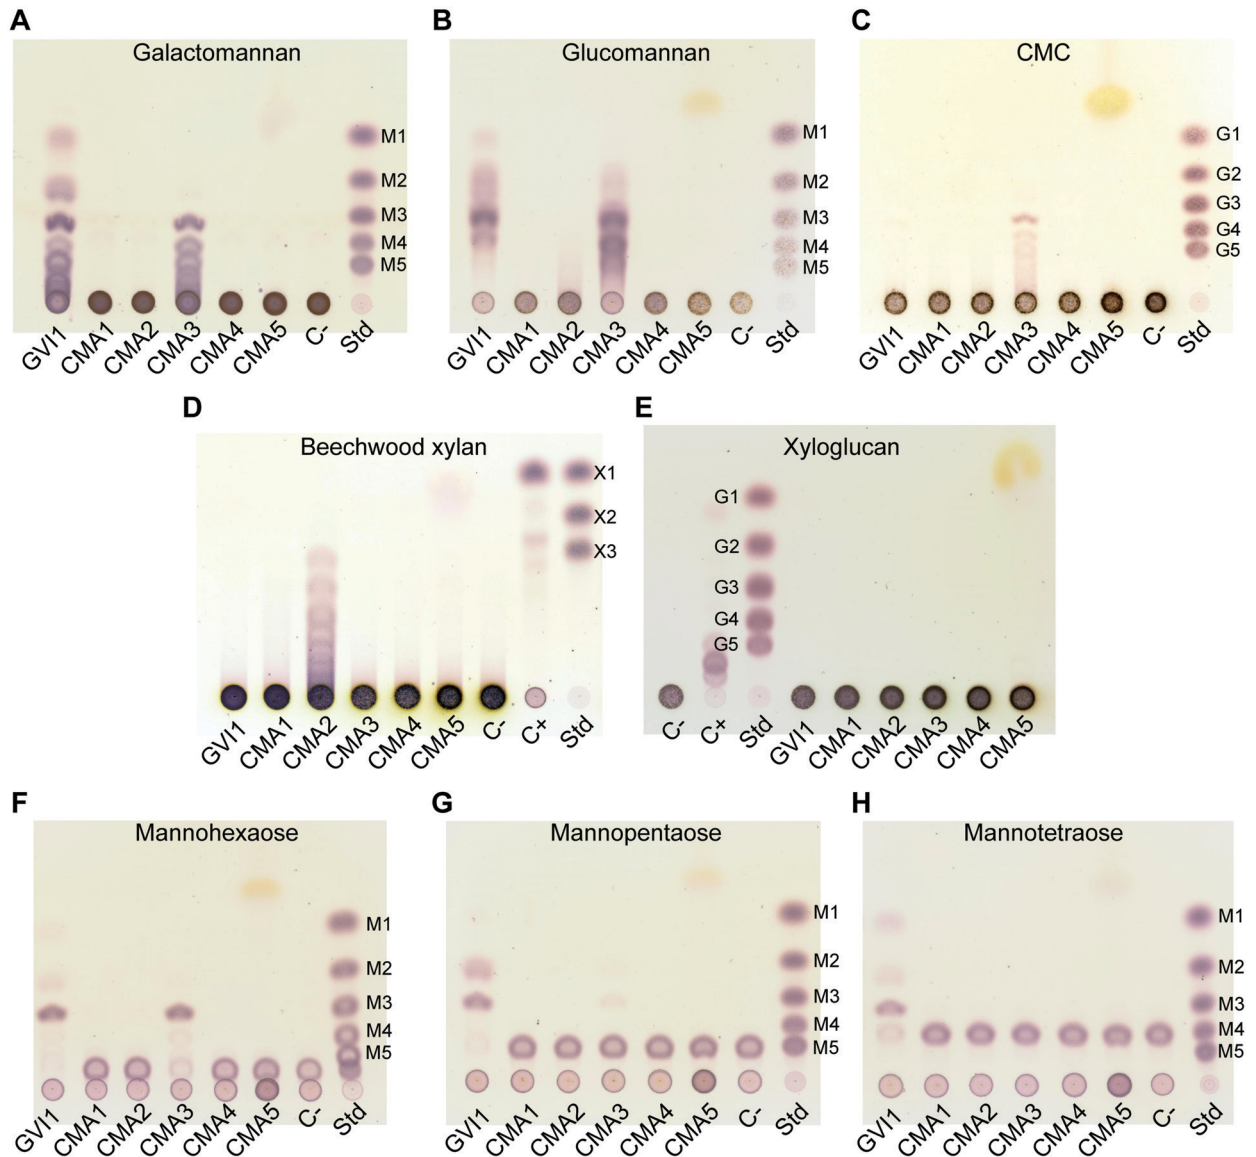 A
Galactomannan
M1
M2
M3
M4
M5
GVI1 CMA1 CMA2 CMA3 CMA4 CMA5 C- Std
B
Glucomannan
M1
M2
M3
M4
M5
GVI1 CMA1 CMA2 CMA3 CMA4 CMA5 C- Std
C
CMC
G1
G2
G3
G4
G5
GVI1 CMA1 CMA2 CMA3 CMA4 CMA5 C- Std
D
Beechwood xylan
X1
X2
X3
GVI1 CMA1 CMA2 CMA3 CMA4 CMA5 C- C+ Std
E
Xyloglucan
G1
G2
G3
G4
G5
C- C+ Std GVI1 CMA1 CMA2 CMA3 CMA4 CMA5
F
Mannohexaose
M1
M2
M3
M4
M5
GVI1 CMA1 CMA2 CMA3 CMA4 CMA5 C- Std
G
Mannopentaose
M1
M2
M3
M4
M5
GVI1 CMA1 CMA2 CMA3 CMA4 CMA5 C- Std
H
Mannotetraose
M1
M2
M3
M4
M5
GVI1 CMA1 CMA2 CMA3 CMA4 CMA5 C- Std